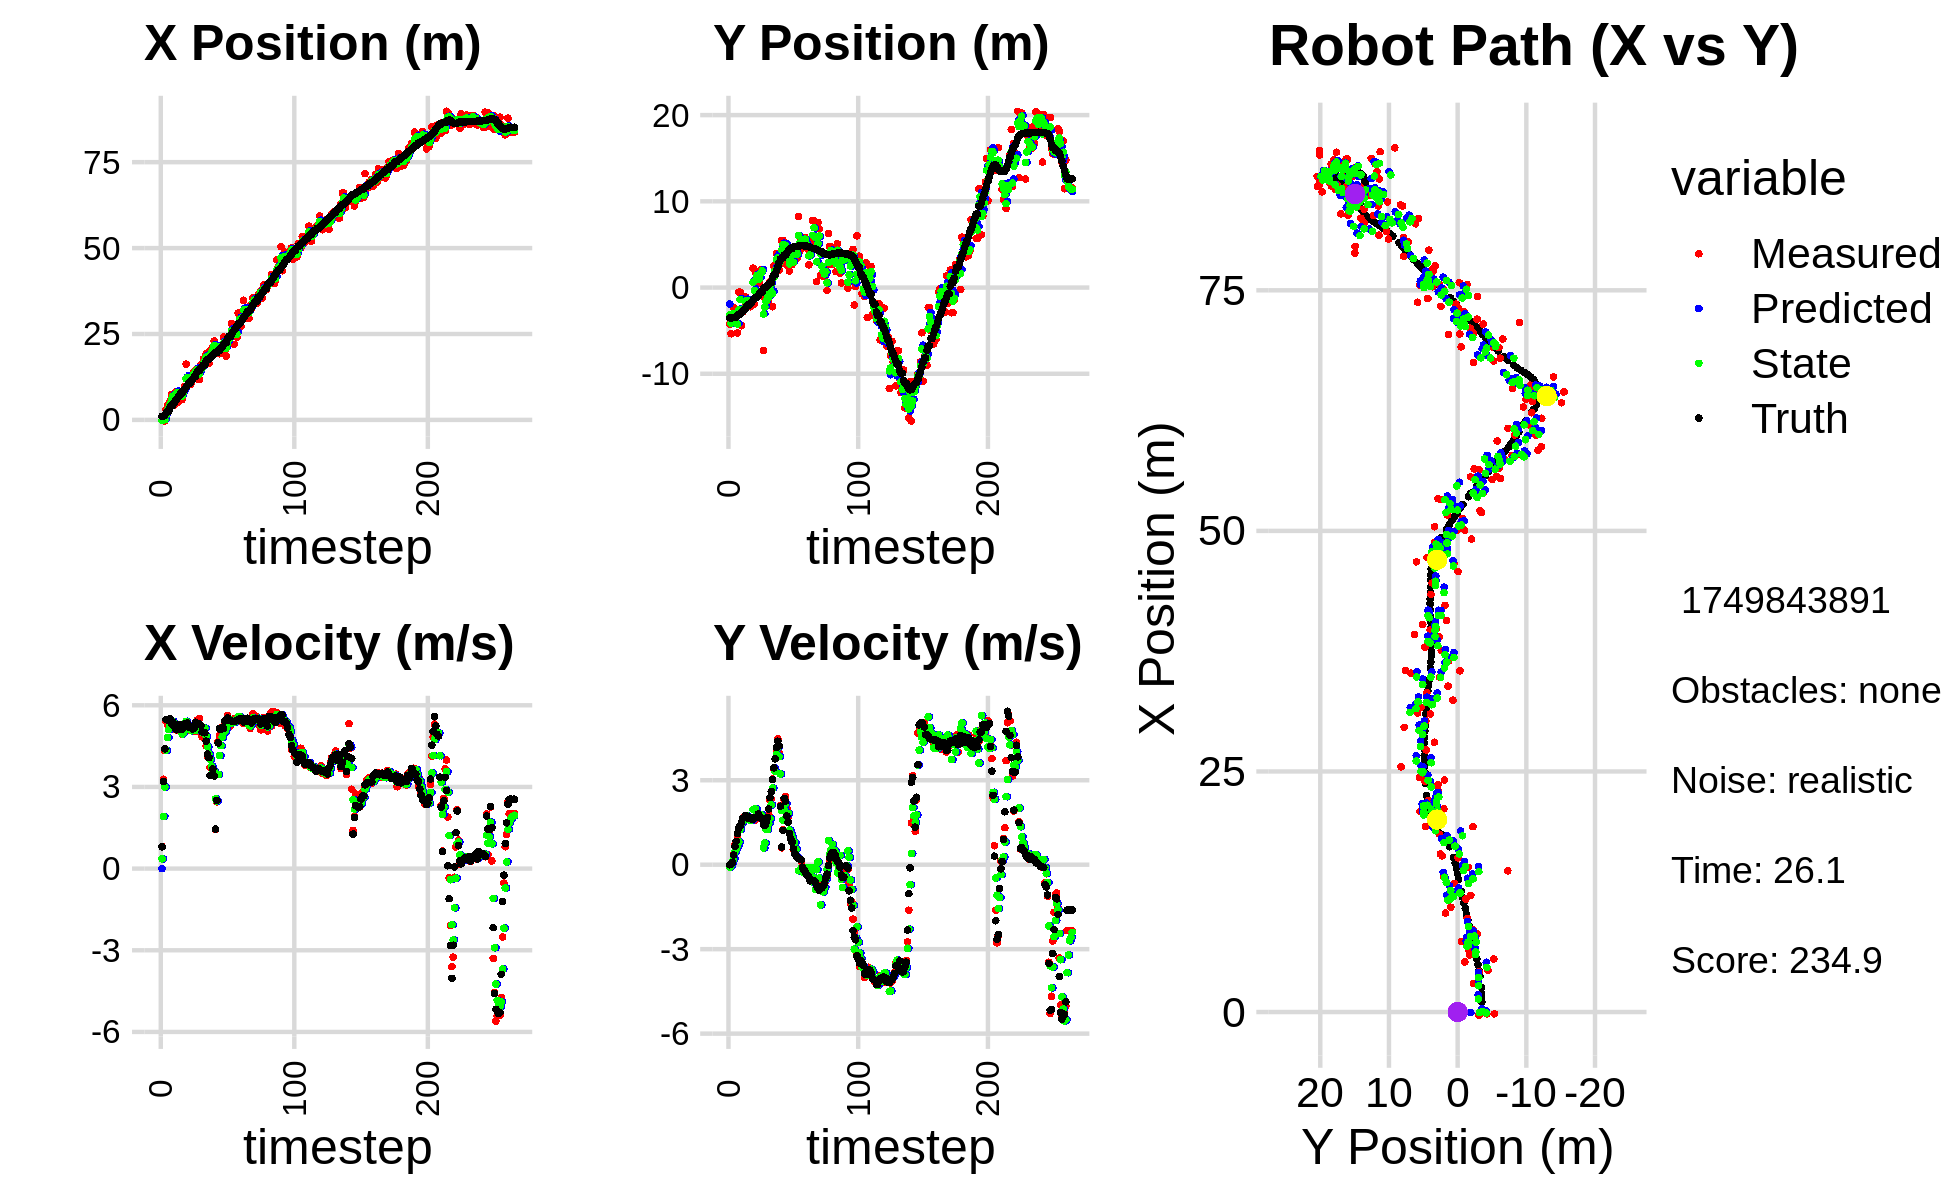 X Position (m)
75
50
25
0
0
100
200
timestep
Y Position (m)
20
10
0
-10
0
100
200
timestep
X Velocity (m/s)
6
3
0
-3
-6
0
100
200
timestep
Y Velocity (m/s)
3
0
-3
-6
0
100
200
timestep
Robot Path (X vs Y)
X Position (m)
75
50
25
0
20 10 0 -10 -20
Y Position (m)
variable
Measured
Predicted
State
Truth
1749843891
Obstacles: none
Noise: realistic
Time: 26.1
Score: 234.9